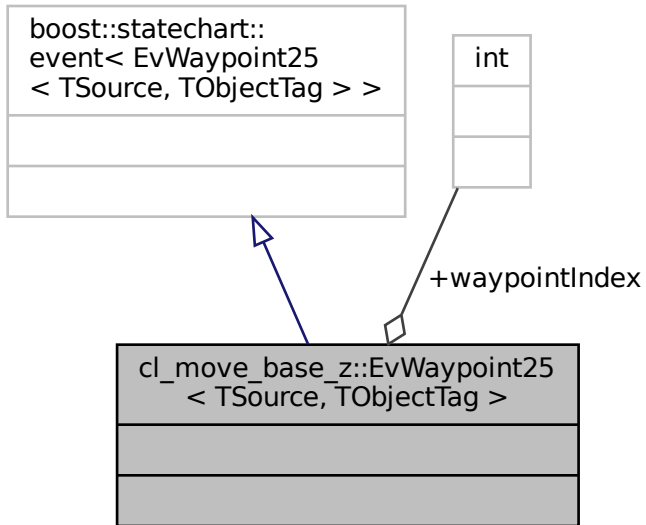 boost::statechart::
event< EvWaypoint25
< TSource, TObjectTag > >
int
+waypointIndex
cl_move_base_z::EvWaypoint25
< TSource, TObjectTag >